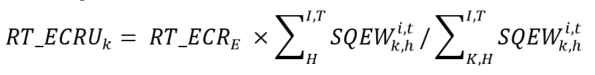 RT_ECRU_k = RT_ECR_E × ∑_H^{I,T} SQEW_{k,h}^{i,t} / ∑_{K,H}^{I,T} SQEW_{k,h}^{i,t}